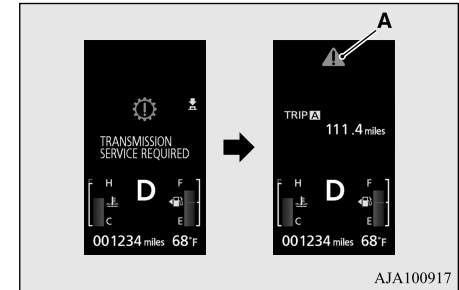 A
TRANSMISSION
SERVICE REQUIRED
F H D F
C E
001234 miles 68°F
TRIP A
111.4 miles
F H D F
C E
001234 miles 68°F
AJA100917